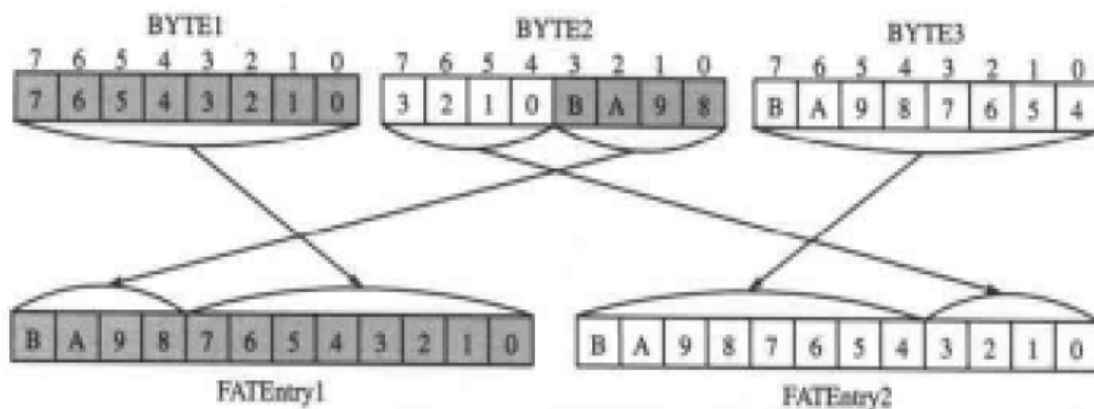 BYTE1 BYTE2 BYTE3
7 6 5 4 3 2 1 0 7 6 5 4 3 2 1 0 7 6 5 4 3 2 1 0
7 6 5 4 3 2 1 0 3 2 1 0 B A 9 8 B A 9 8 7 6 5 4
B A 9 8 7 6 5 4 3 2 1 0 B A 9 8 7 6 5 4 3 2 1 0
FATEntry1 FATEntry2